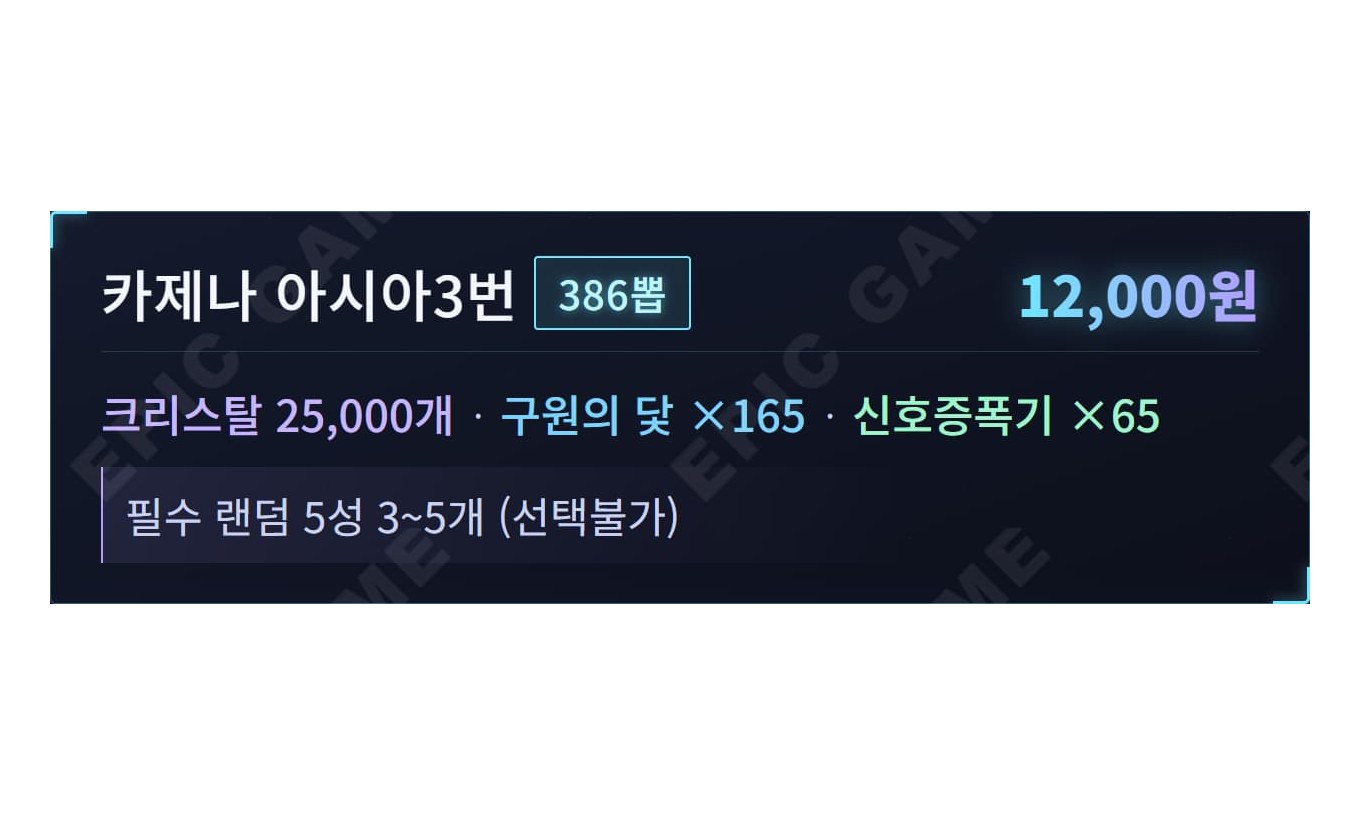 카제나 아시아3번 386뽑 12,000원
크리스탈 25,000개 · 구원의 닻 ×165 · 신호증폭기 ×65
필수 랜덤 5성 3~5개 (선택불가)
EPIC GAME